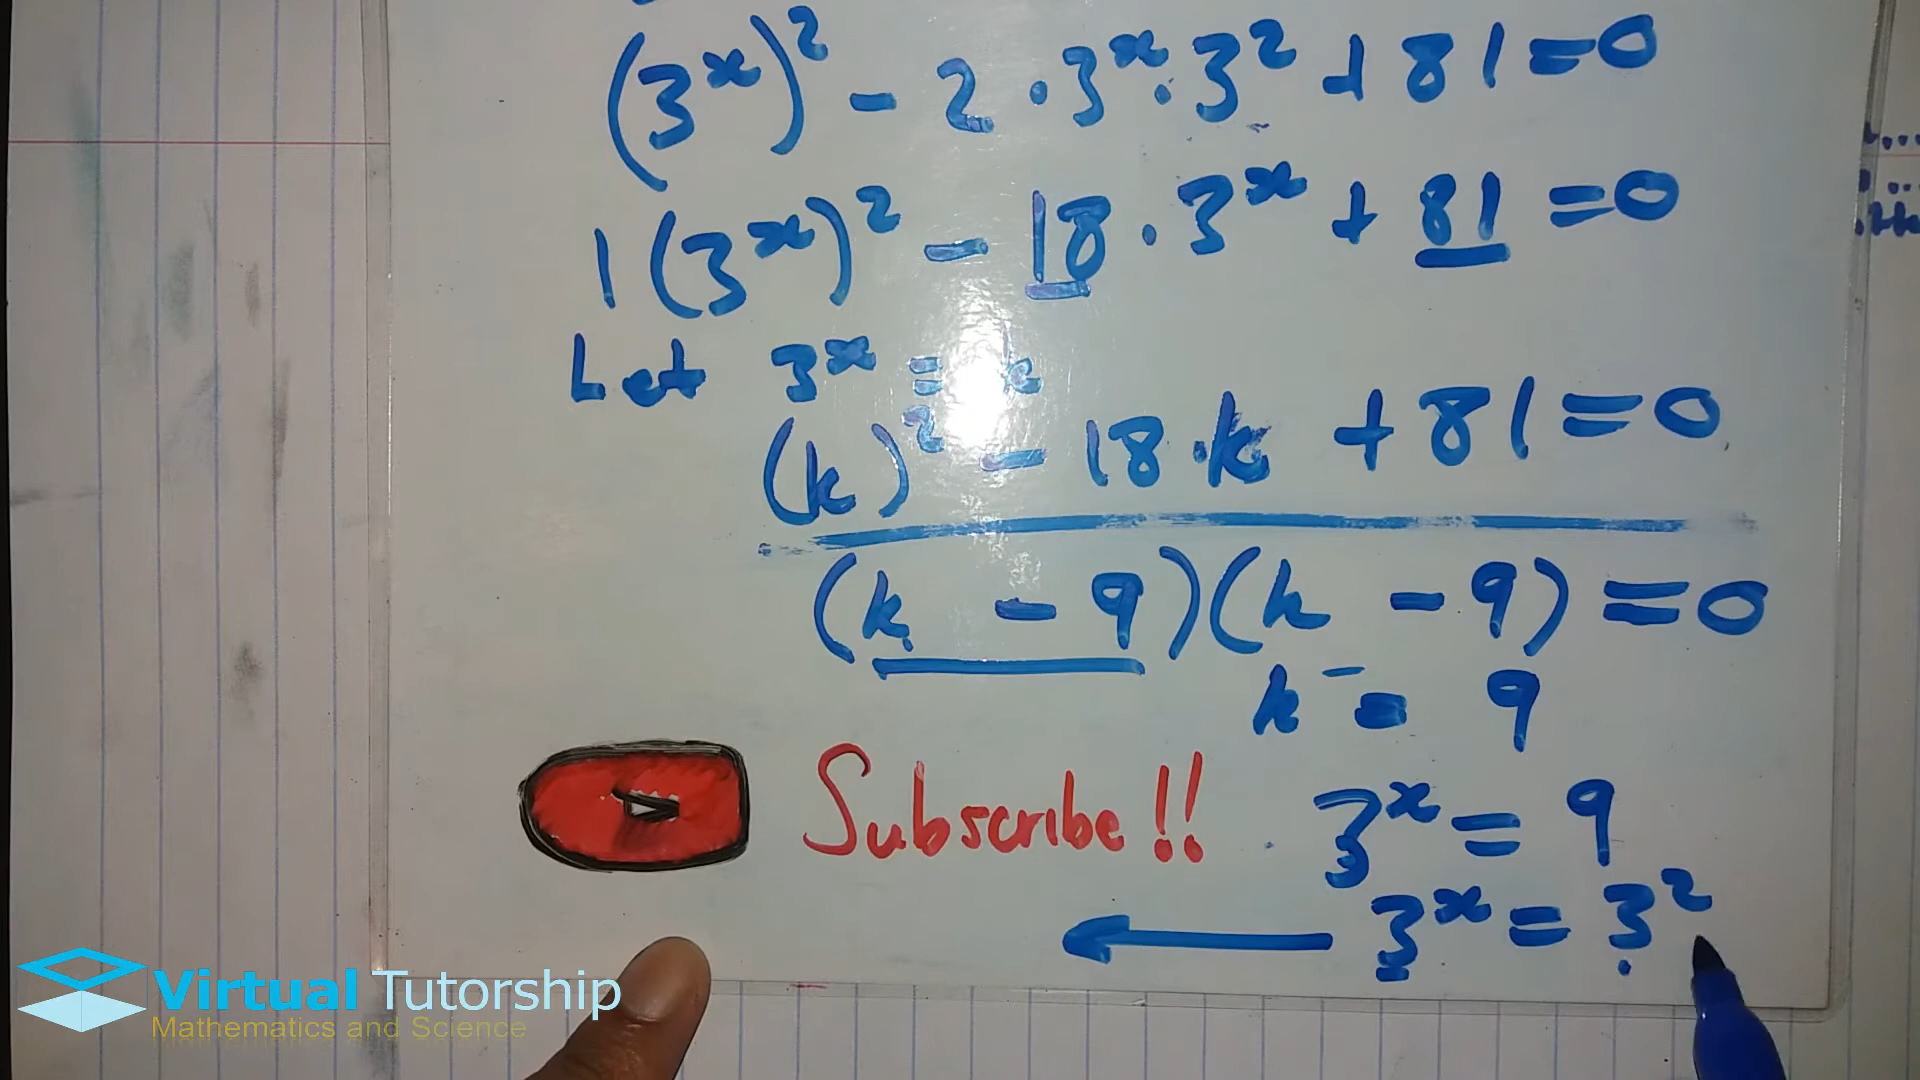 (3^x)^2 - 2 · 3^x · 3^2 + 81 = 0
1(3^x)^2 - 18 · 3^x + 81 = 0
Let 3^x = k
(k)^2 - 18 · k + 81 = 0
(k - 9)(k - 9) = 0
k = 9
Subscribe!!
3^x = 9
3^x = 3^2
Virtual Tutorship
Mathematics and Science